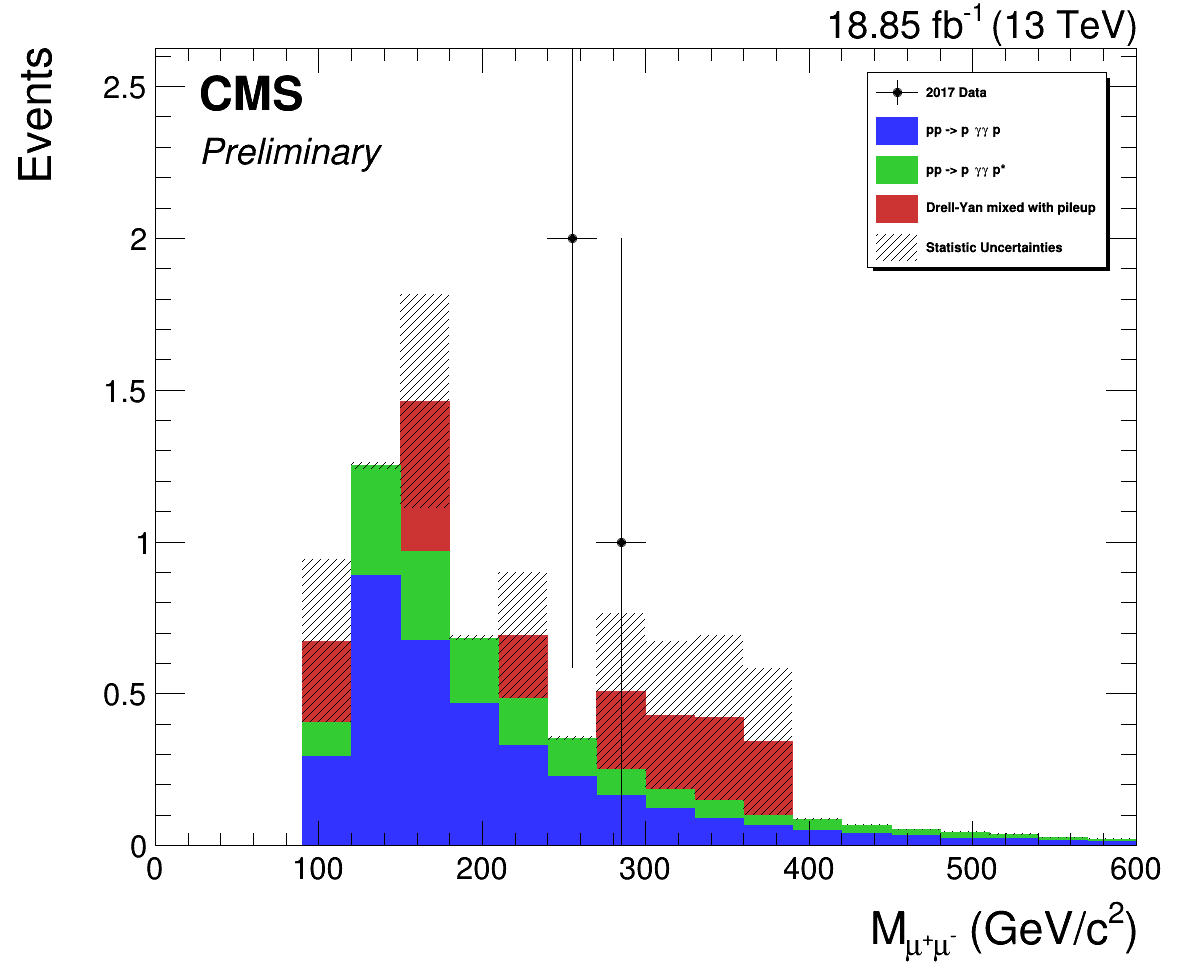 18.85 fb⁻¹ (13 TeV)
Events
CMS
Preliminary
2017 Data
pp -> p γγ p
pp -> p γγ p*
Drell-Yan mixed with pileup
Statistic Uncertainties
2.5
2
1.5
1
0.5
0
0 100 200 300 400 500 600
M_μ⁺μ⁻ (GeV/c²)